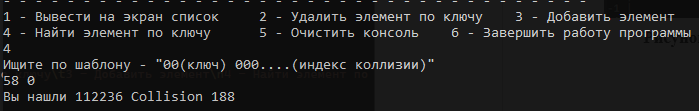 - - - - - - - - - - - - - - - - - - - - - - - - - - - - - - - - - - - - - - - - -
1 - Вывести на экран список 2 - Удалить элемент по ключу 3 - Добавить элемент
4 - Найти элемент по ключу 5 - Очистить консоль 6 - Завершить работу программы
4
Ищите по шаблону - "00(ключ) 000....(индекс коллизии)"
58 0
Вы нашли 112236 Collision 188